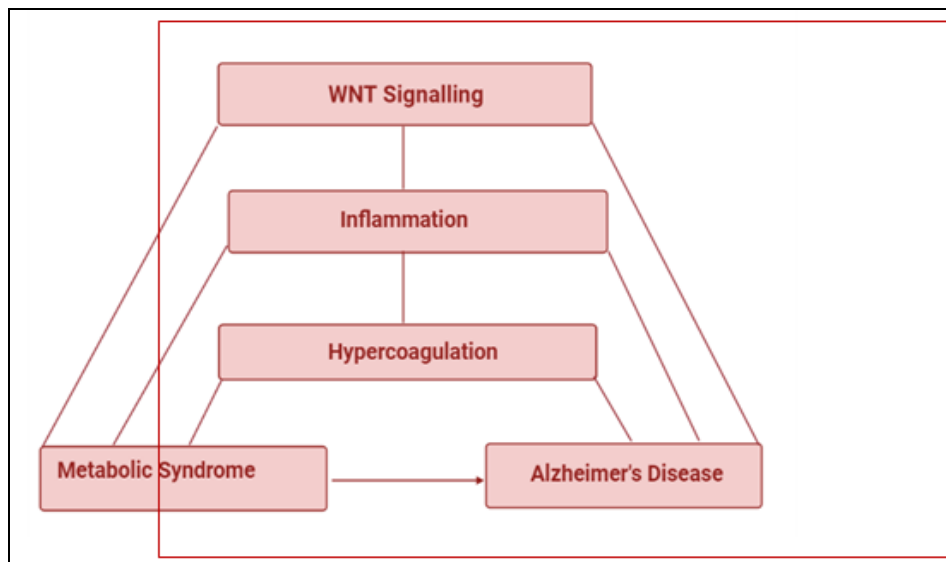 WNT Signalling
Inflammation
Hypercoagulation
Metabolic Syndrome
Alzheimer's Disease